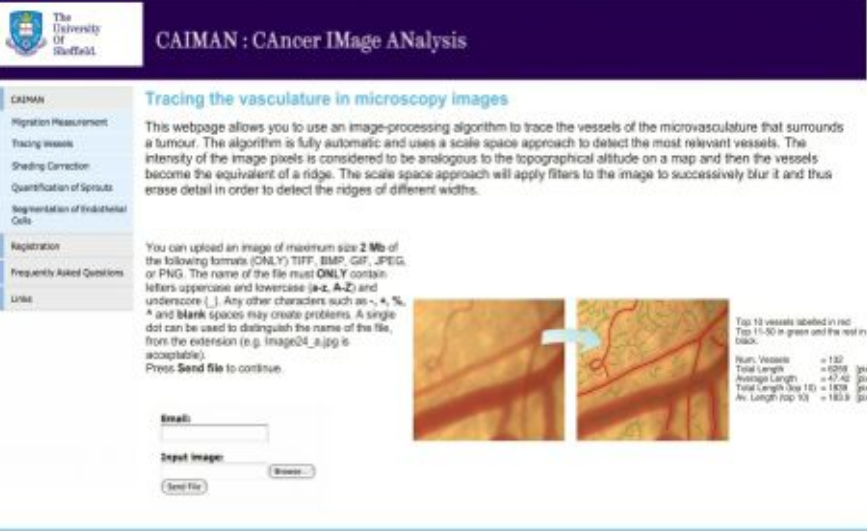 The
University
Of
Sheffield.
CAIMAN : CAncer IMage ANalysis
CAIMAN
Migration Measurement
Tracing Vessels
Shading Correction
Quantification of Sprouts
Segmentation of Endothelial
Cells
Registration
Frequently Asked Questions
Links
Tracing the vasculature in microscopy images
This webpage allows you to use an image-processing algorithm to trace the vessels of the microvasculature that surrounds
a tumour. The algorithm is fully automatic and uses a scale space approach to detect the most relevant vessels. The
intensity of the image pixels is considered to be analogous to the topographical altitude on a map and then the vessels
become the equivalent of a ridge. The scale space approach will apply filters to the image to successively blur it and thus
erase detail in order to detect the ridges of different widths.
You can upload an image of maximum size 2 Mb of
the following formats (ONLY) TIFF, BMP, GIF, JPEG,
or PNG. The name of the file must ONLY contain
letters uppercase and lowercase (a-z, A-Z) and
underscore (_). Any other characters such as -, +, %,
^ and blank spaces may create problems. A single
dot can be used to distinguish the name of the file,
from the extension (e.g. Image24_a.jpg is
acceptable).
Press Send file to continue.
Email:
Input image:
Browse...
Send File
Top 10 vessels labelled in red
Top 11-50 in green and the rest in
black.
Num. Vessels = 132
Total Length = 6259
Average Length = 47.42
Total Length (top 10) = 1839
Av. Length (top 10) = 183.9